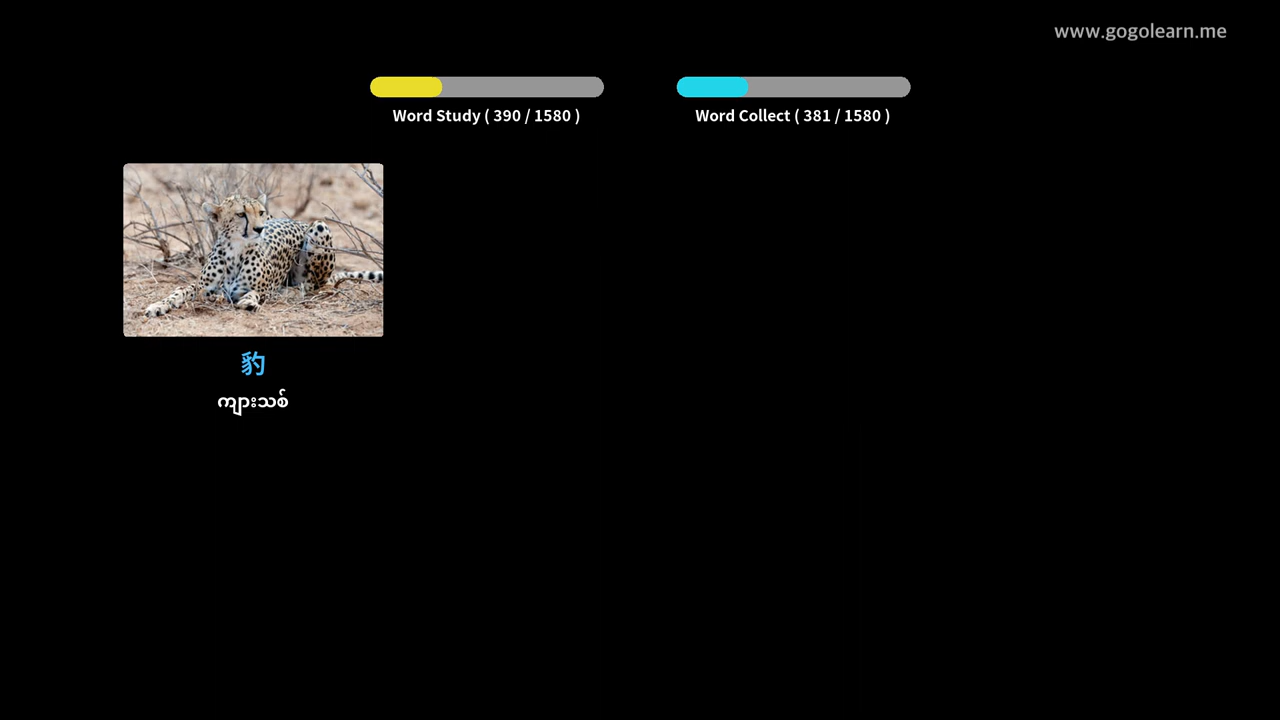 www.gogolearn.me
Word Study ( 390 / 1580 )
Word Collect ( 381 / 1580 )
豹
ကျားသစ်